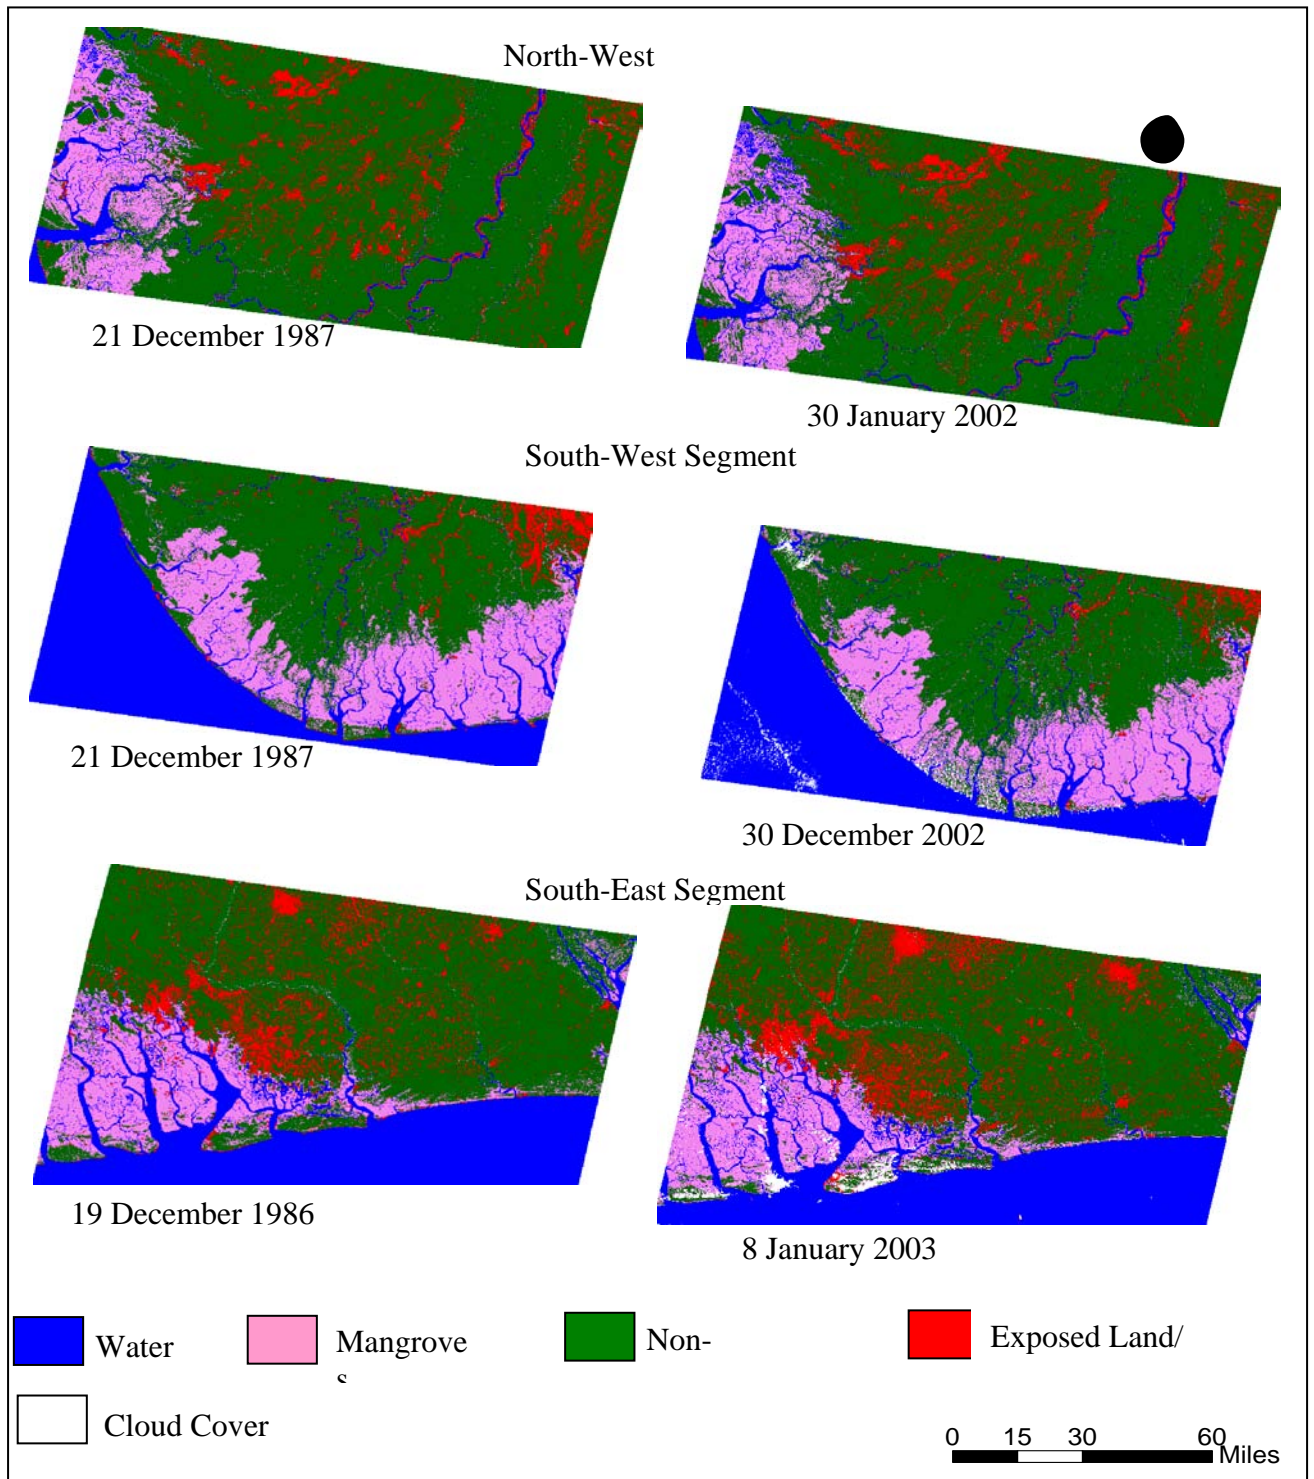 North-West
21 December 1987
30 January 2002
South-West Segment
21 December 1987
30 December 2002
South-East Segment
19 December 1986
8 January 2003
Water
Mangrove
s
Non-
Exposed Land/
Cloud Cover
0 15 30 60
Miles